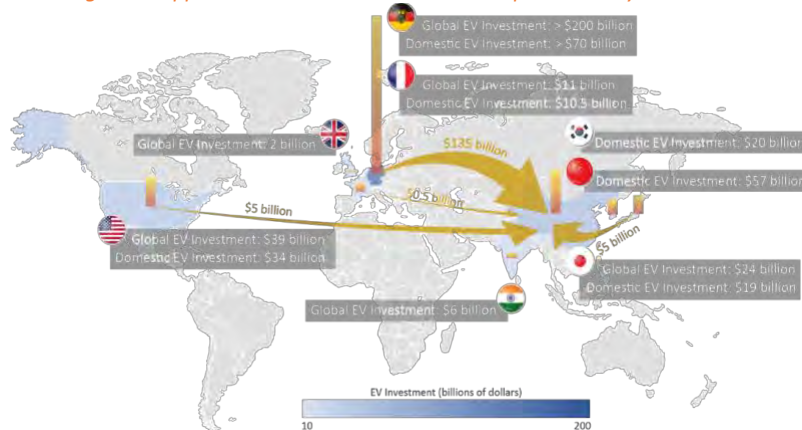 Global EV Investment: > $200 billion
Domestic EV Investment: > $70 billion
Global EV Investment: $11 billion
Domestic EV Investment: $10.5 billion
Global EV Investment: 2 billion
$135 billion
Domestic EV Investment: $20 billion
Domestic EV Investment: $57 billion
$0.5 billion
$5 billion
$5 billion
Global EV Investment: $39 billion
Domestic EV Investment: $34 billion
Global EV Investment: $24 billion
Domestic EV Investment: $19 billion
Global EV Investment: $6 billion
EV Investment (billions of dollars)
10 200